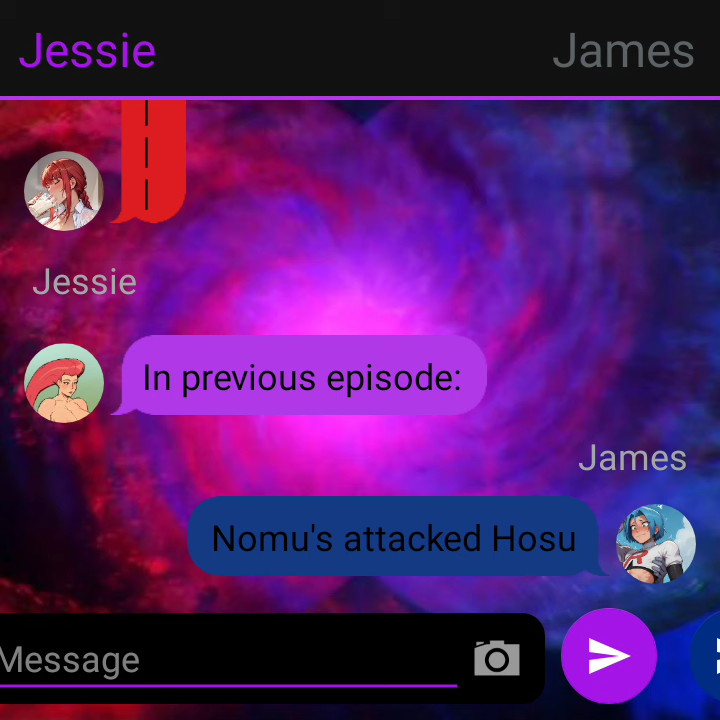 Jessie
James
Jessie
In previous episode:
James
Nomu's attacked Hosu
Message